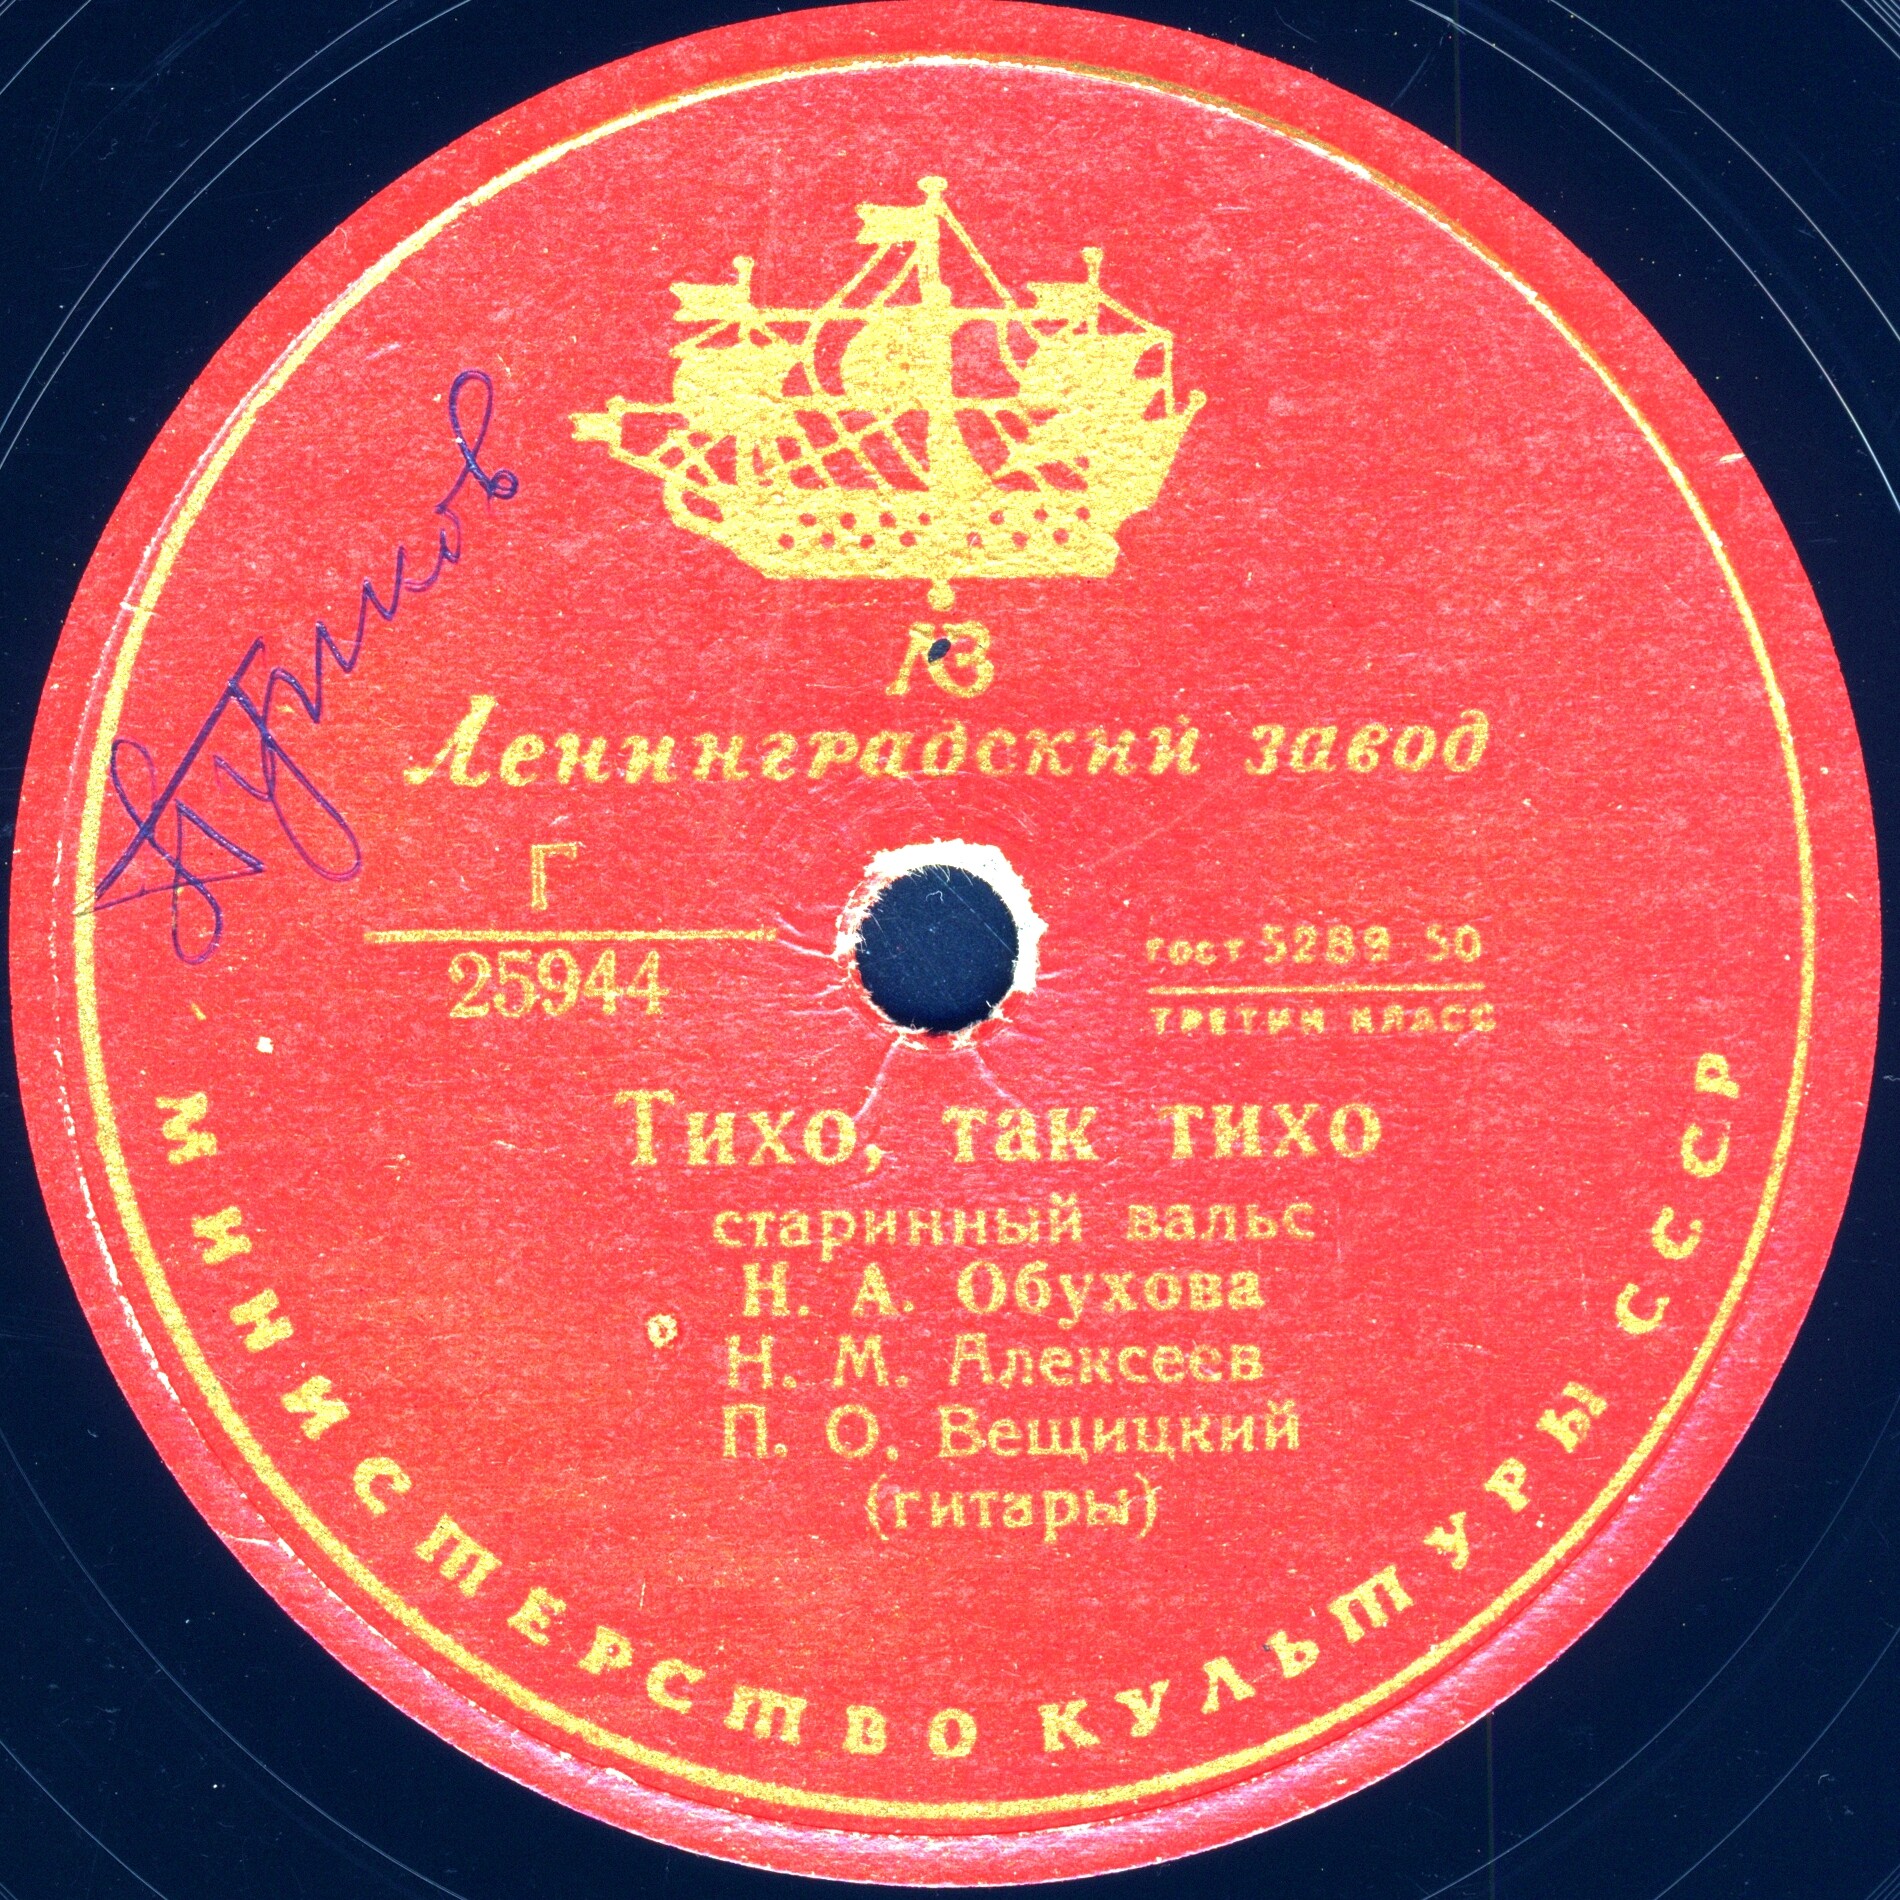 ЛЗ
Ленинградский завод
Г
25944
гост 5289 50
ТРЕТИЙ КЛАСС
Тихо, так тихо
старинный вальс
Н. А. Обухова
Н. М. Алексеев
П. О. Вещицкий
(гитары)
МИНИСТЕРСТВО КУЛЬТУРЫ СССР